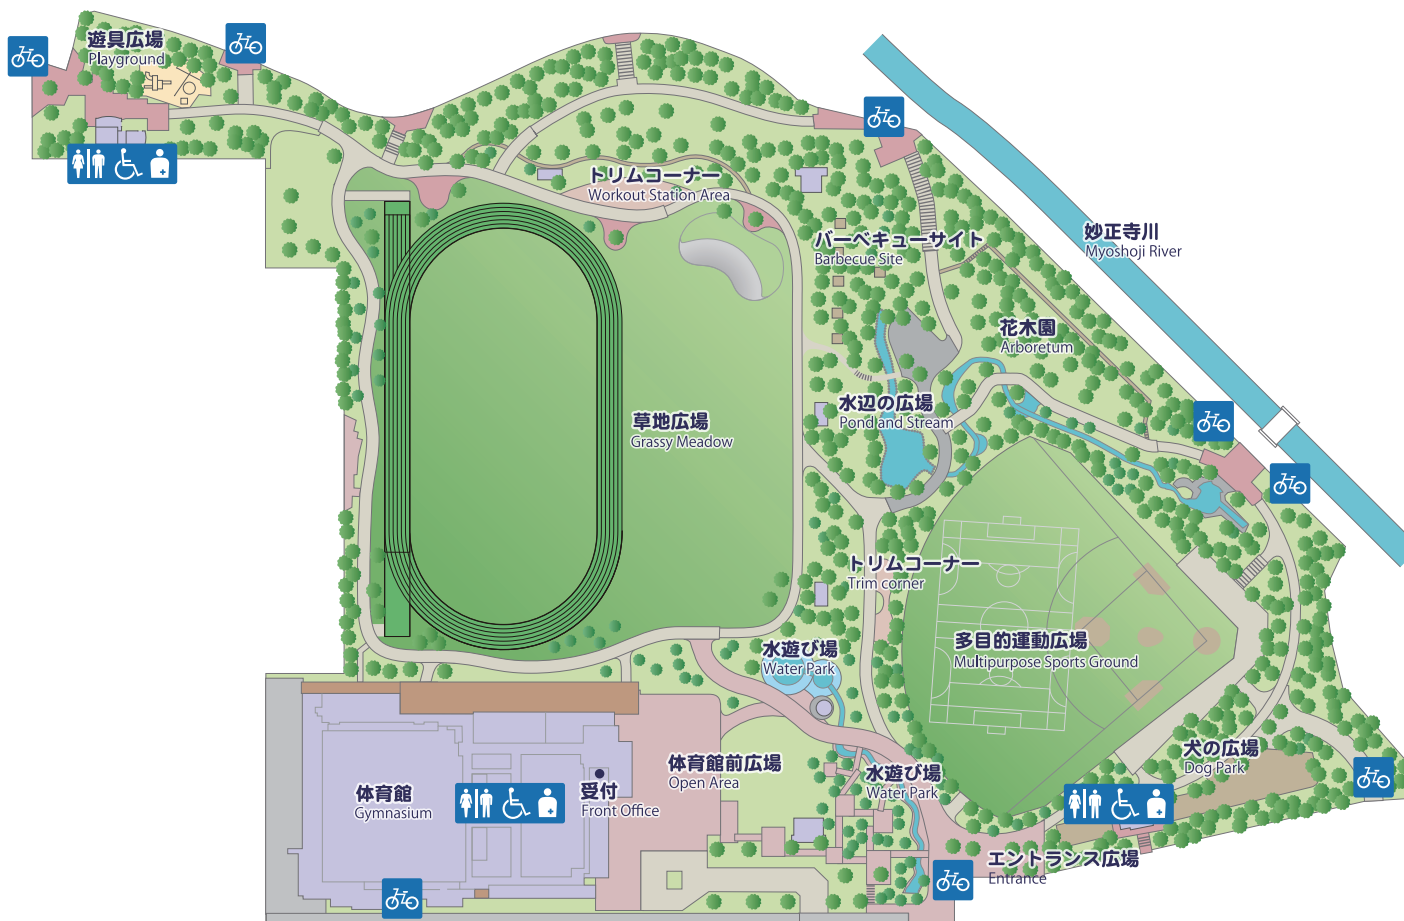 遊具広場
Playground
トリムコーナー
Workout Station Area
バーベキューサイト
Barbecue Site
妙正寺川
Myoshoji River
花木園
Arboretum
水辺の広場
Pond and Stream
草地広場
Grassy Meadow
トリムコーナー
Trim corner
多目的運動広場
Multipurpose Sports Ground
水遊び場
Water Park
体育館前広場
Open Area
水遊び場
Water Park
犬の広場
Dog Park
体育館
Gymnasium
受付
Front Office
エントランス広場
Entrance